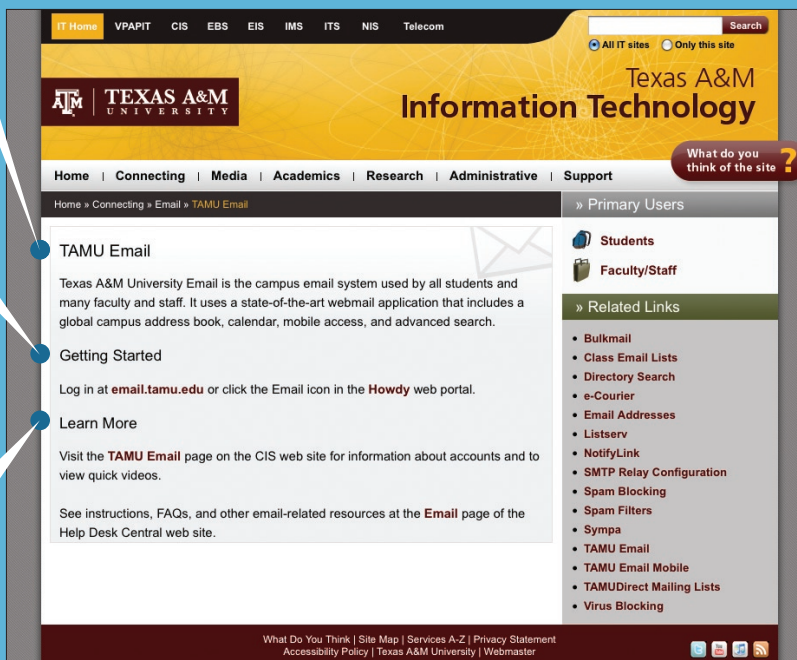 IT Home VPAPIT CIS EBS EIS IMS ITS NIS Telecom
Search
All IT sites Only this site
Texas A&M
Information Technology
ATM | TEXAS A&M
UNIVERSITY
What do you
think of the site ?
Home | Connecting | Media | Academics | Research | Administrative | Support
Home » Connecting » Email » TAMU Email
TAMU Email
Texas A&M University Email is the campus email system used by all students and
many faculty and staff. It uses a state-of-the-art webmail application that includes a
global campus address book, calendar, mobile access, and advanced search.
Getting Started
Log in at email.tamu.edu or click the Email icon in the Howdy web portal.
Learn More
Visit the TAMU Email page on the CIS web site for information about accounts and to
view quick videos.
See instructions, FAQs, and other email-related resources at the Email page of the
Help Desk Central web site.
» Primary Users
Students
Faculty/Staff
» Related Links
• Bulkmail
• Class Email Lists
• Directory Search
• e-Courier
• Email Addresses
• Listserv
• NotifyLink
• SMTP Relay Configuration
• Spam Blocking
• Spam Filters
• Sympa
• TAMU Email
• TAMU Email Mobile
• TAMUDirect Mailing Lists
• Virus Blocking
What Do You Think | Site Map | Services A-Z | Privacy Statement
Accessibility Policy | Texas A&M University | Webmaster